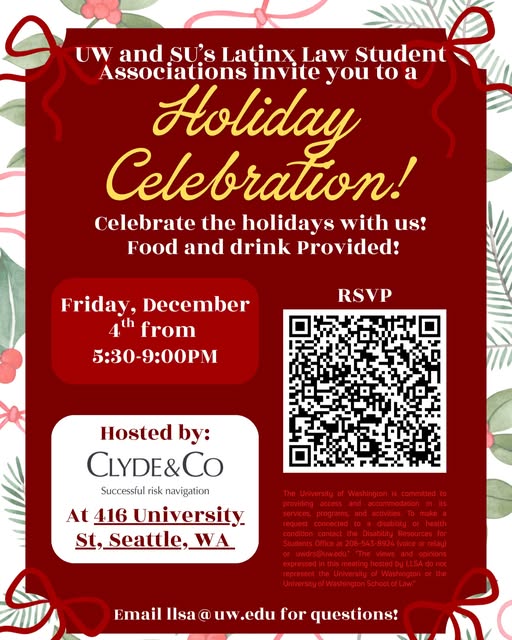 UW and SU's Latinx Law Student
Associations invite you to a
Holiday
Celebration!
Celebrate the holidays with us!
Food and drink Provided!
Friday, December
4th from
5:30-9:00PM
RSVP
Hosted by:
CLYDE&CO
Successful risk navigation
At 416 University
St, Seattle, WA
The University of Washington is committed to
providing access and accommodation in its
services, programs, and activities. To make a
request connected to a disability or health
condition contact the Disability Resources for
Students Office at 206-543-8924 (voice or relay)
or uwdrs@uw.edu." "The views and opinions
expressed in this meeting hosted by LLSA do not
represent the University of Washington or the
University of Washington School of Law."
Email llsa@uw.edu for questions!